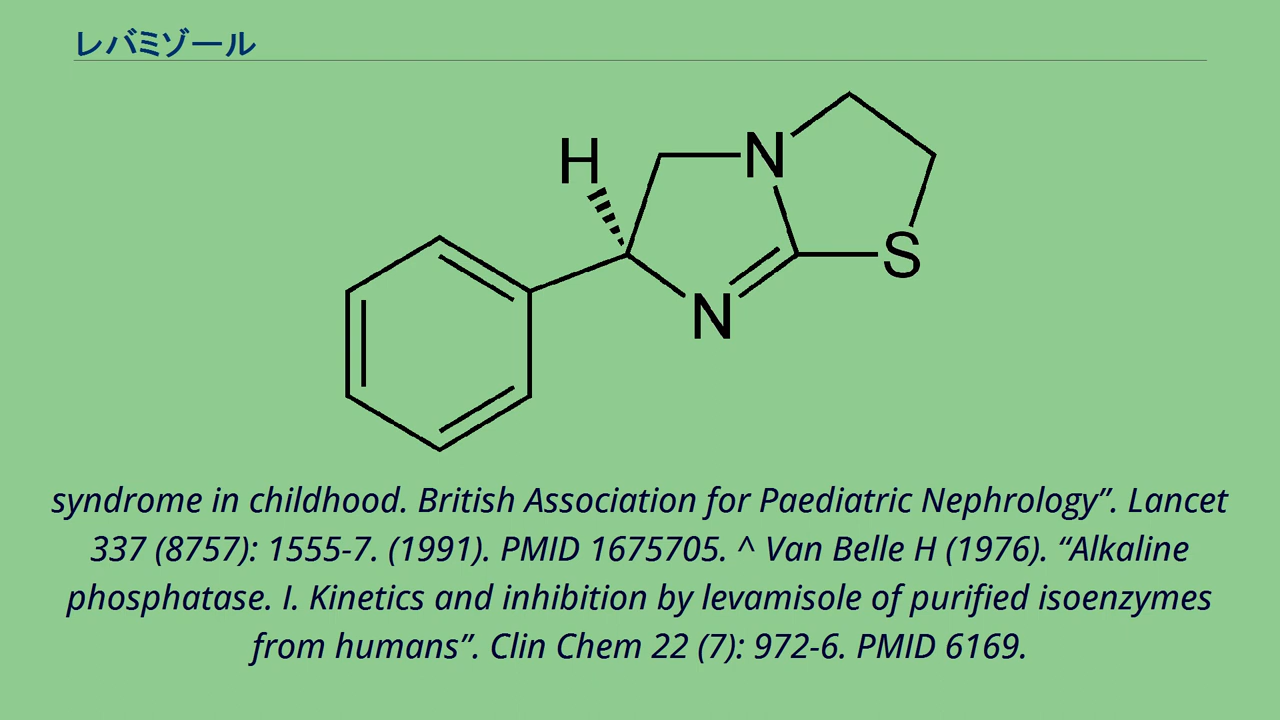 レバミゾール
H
N
S
N
syndrome in childhood. British Association for Paediatric Nephrology”. Lancet
337 (8757): 1555-7. (1991). PMID 1675705. ^ Van Belle H (1976). “Alkaline
phosphatase. I. Kinetics and inhibition by levamisole of purified isoenzymes
from humans”. Clin Chem 22 (7): 972-6. PMID 6169.